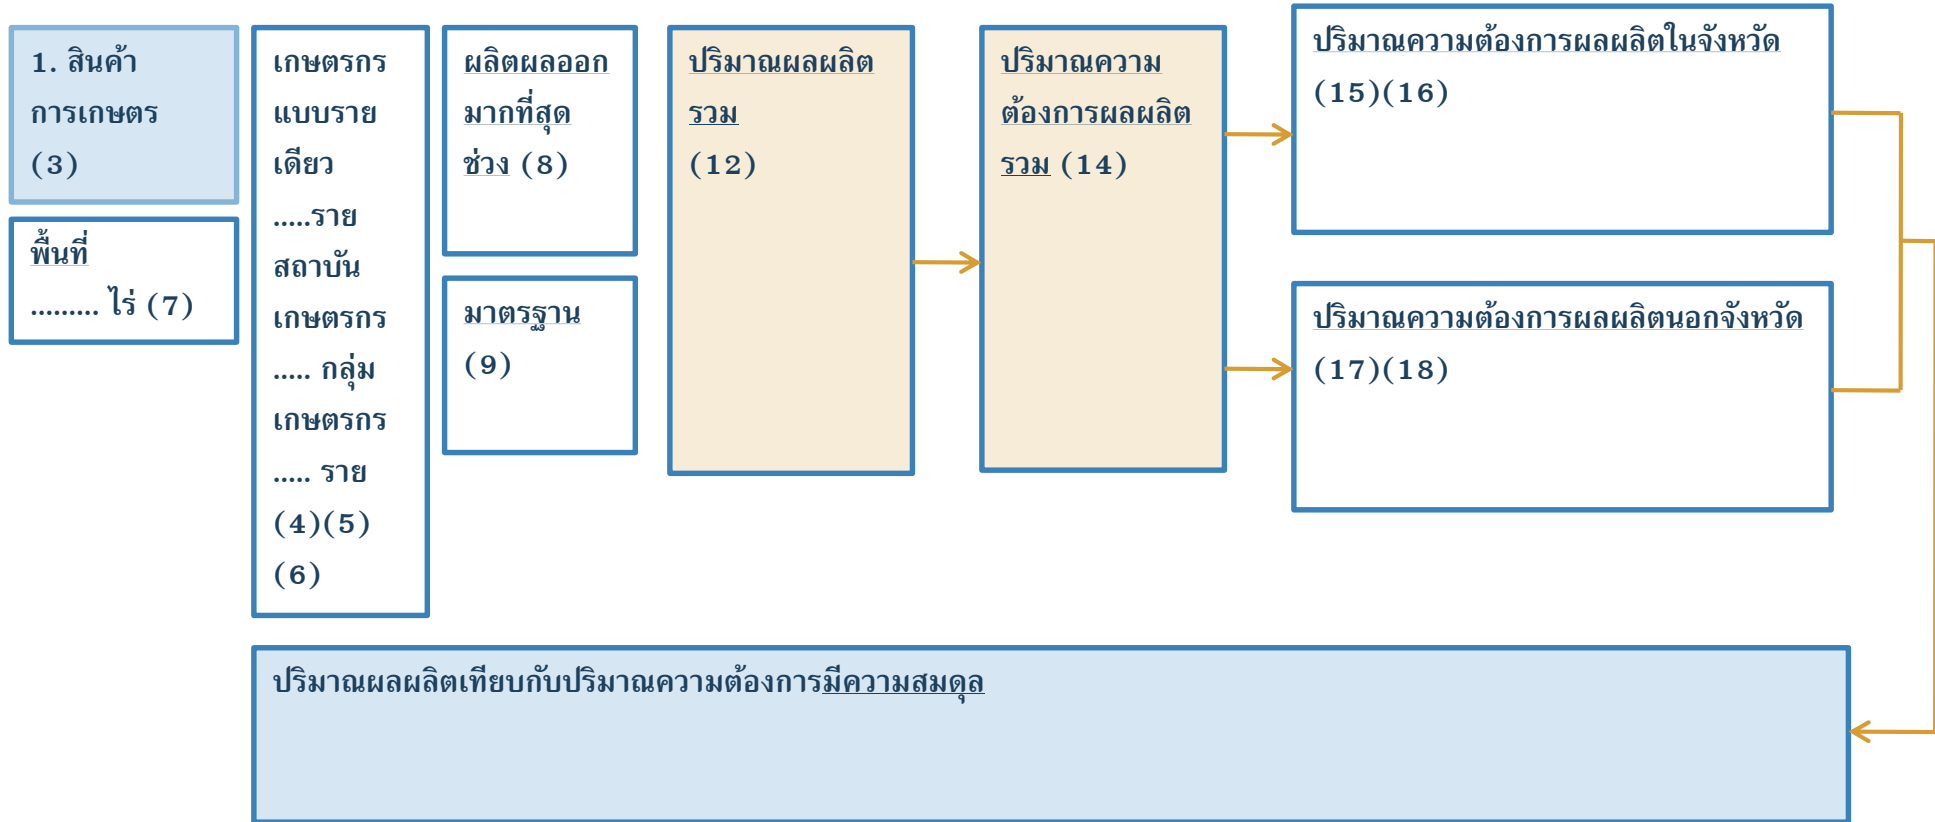 1. สินค้า
การเกษตร
(3)
พื้นที่
......... ไร่ (7)
เกษตรกร
แบบราย
เดียว
.....ราย
สถาบัน
เกษตรกร
..... กลุ่ม
เกษตรกร
..... ราย
(4)(5)
(6)
ผลิตผลออก
มากที่สุด
ช่วง (8)
มาตรฐาน
(9)
ปริมาณผลผลิต
รวม
(12)
ปริมาณความ
ต้องการผลผลิต
รวม (14)
ปริมาณความต้องการผลผลิตในจังหวัด
(15)(16)
ปริมาณความต้องการผลผลิตนอกจังหวัด
(17)(18)
ปริมาณผลผลิตเทียบกับปริมาณความต้องการมีความสมดุล